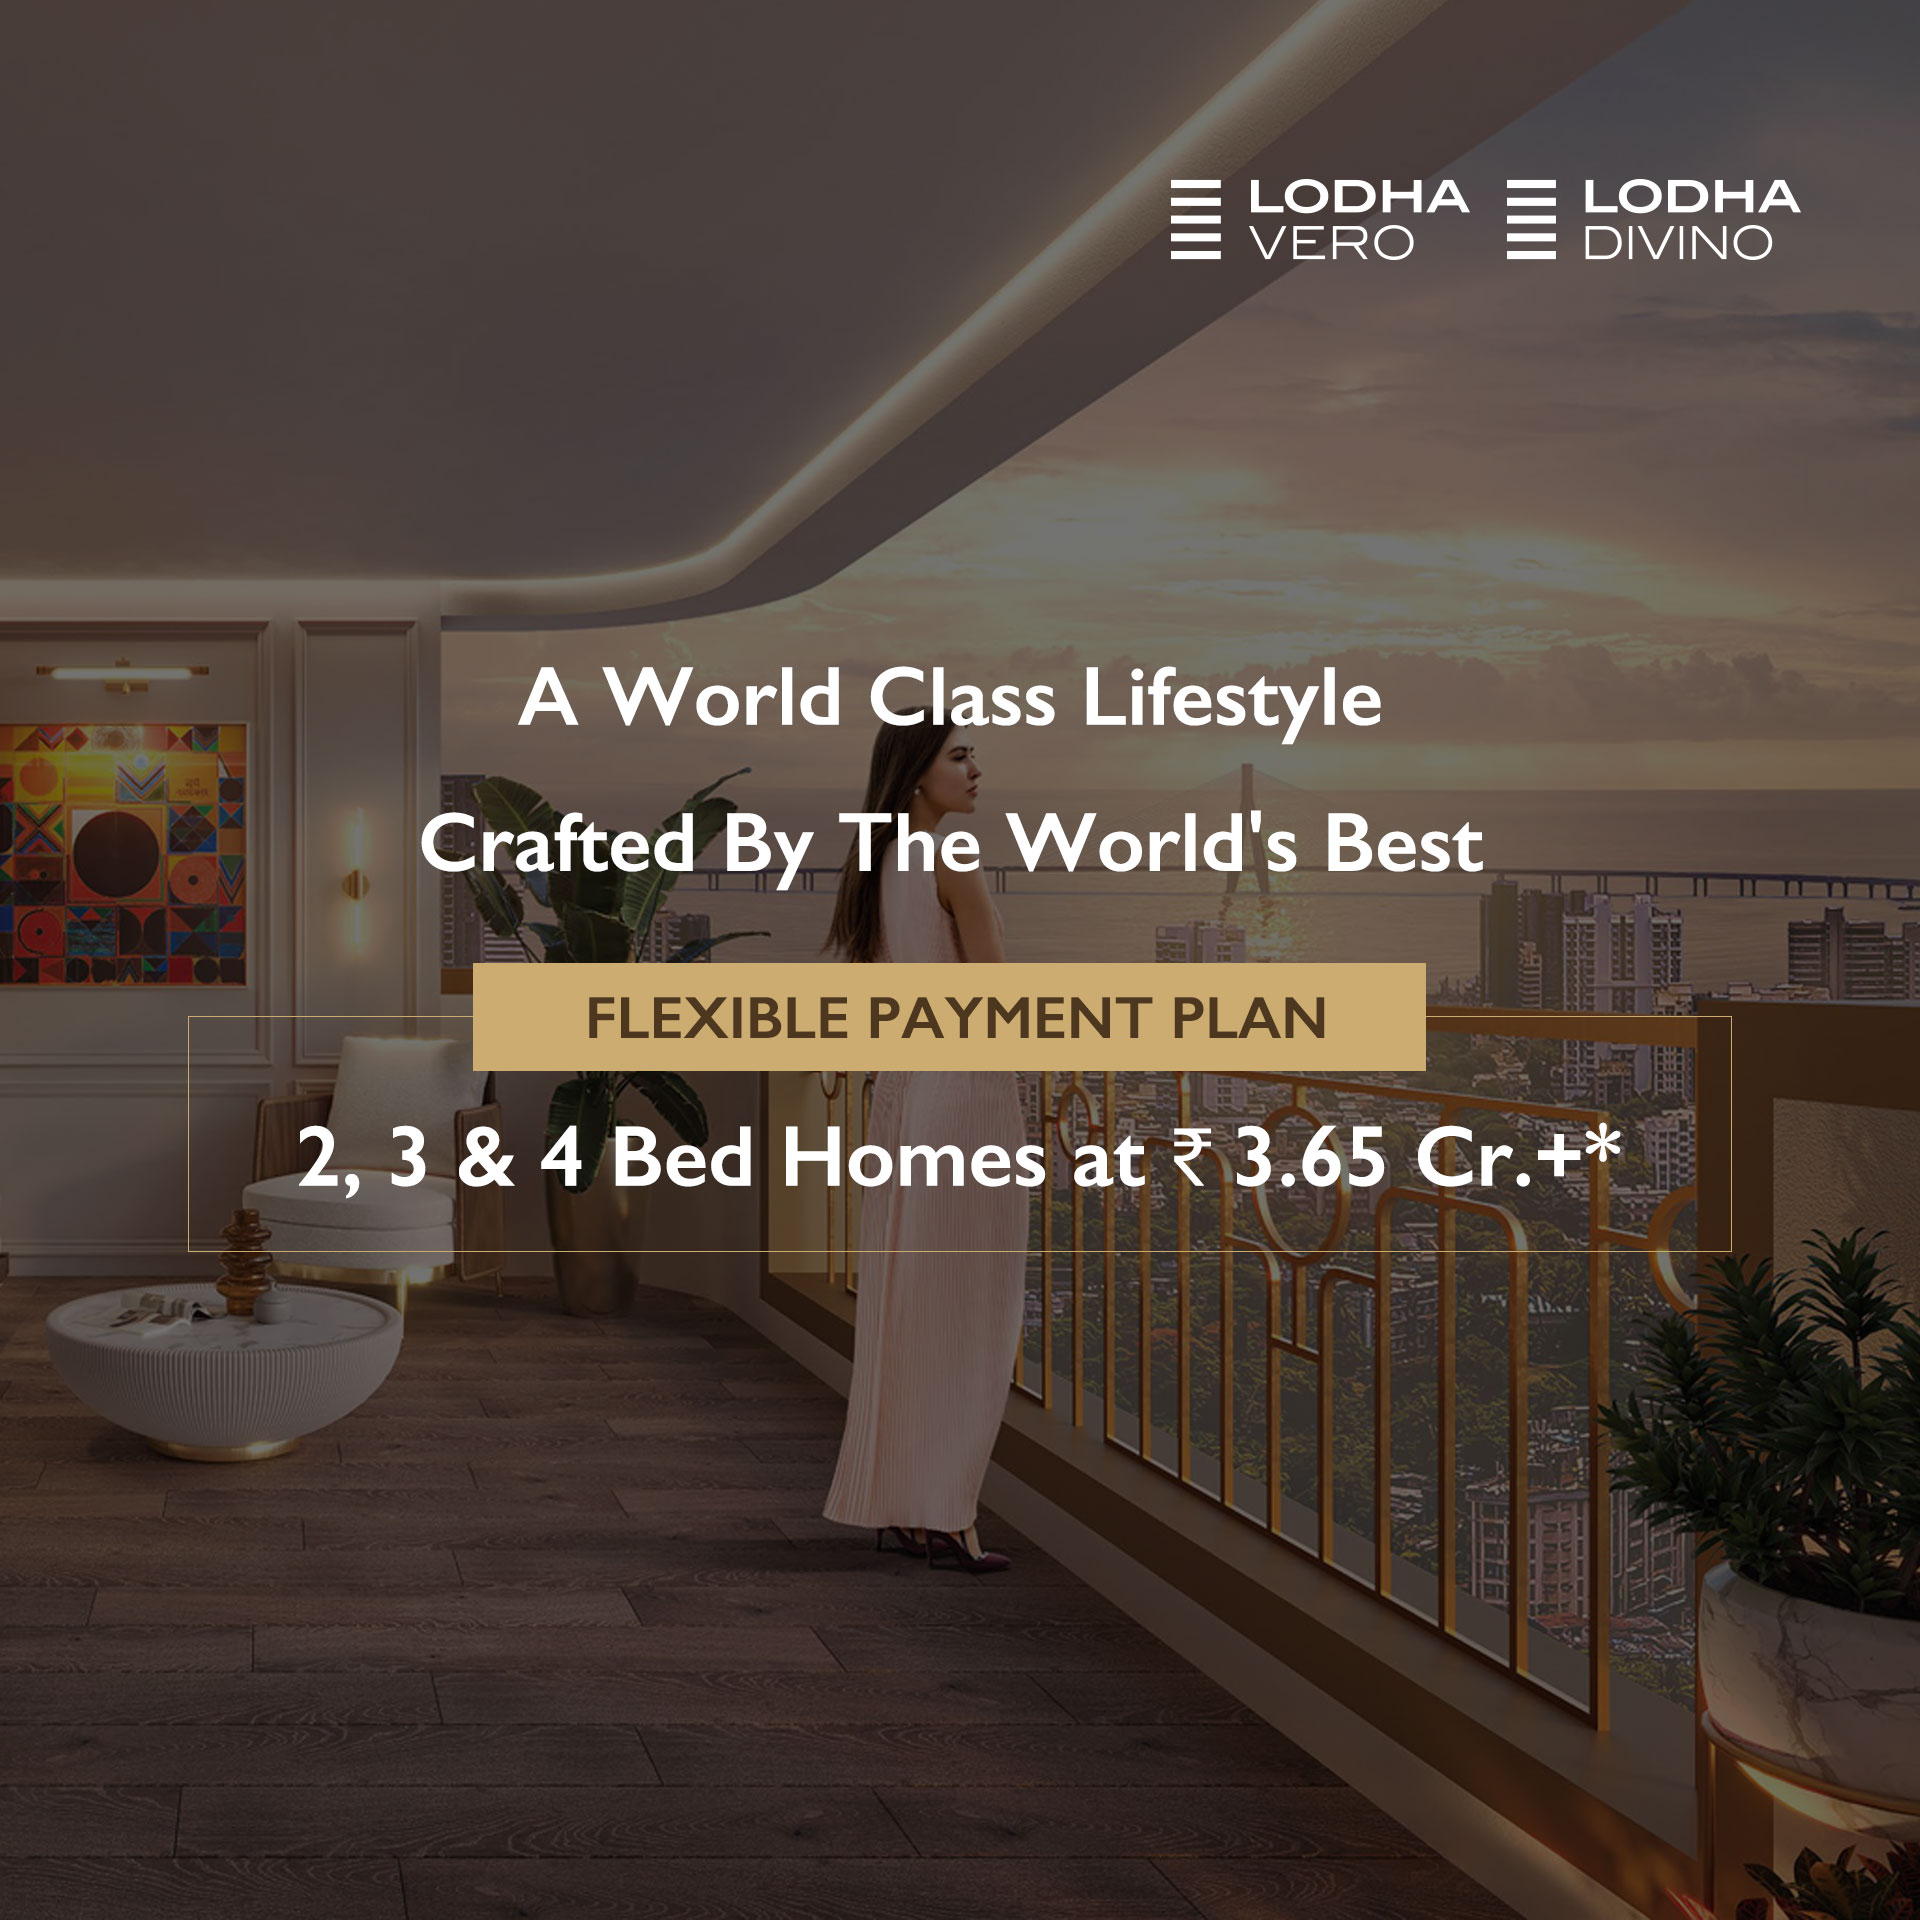 LODHA VERO
LODHA DIVINO
A World Class Lifestyle
Crafted By The World's Best
FLEXIBLE PAYMENT PLAN
2, 3 & 4 Bed Homes at ₹ 3.65 Cr.+*